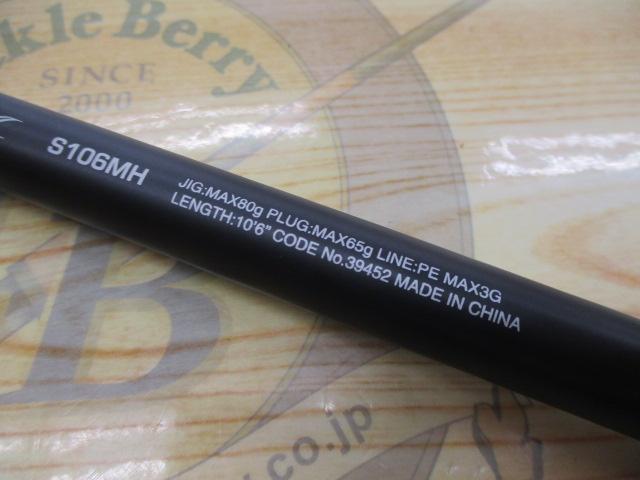 kle Berry
SINCE
2000
S106MH
JIG:MAX80g PLUG:MAX65g LINE:PE MAX3G
LENGTH:10'6" CODE No.39452 MADE IN CHINA
B
.co.jp